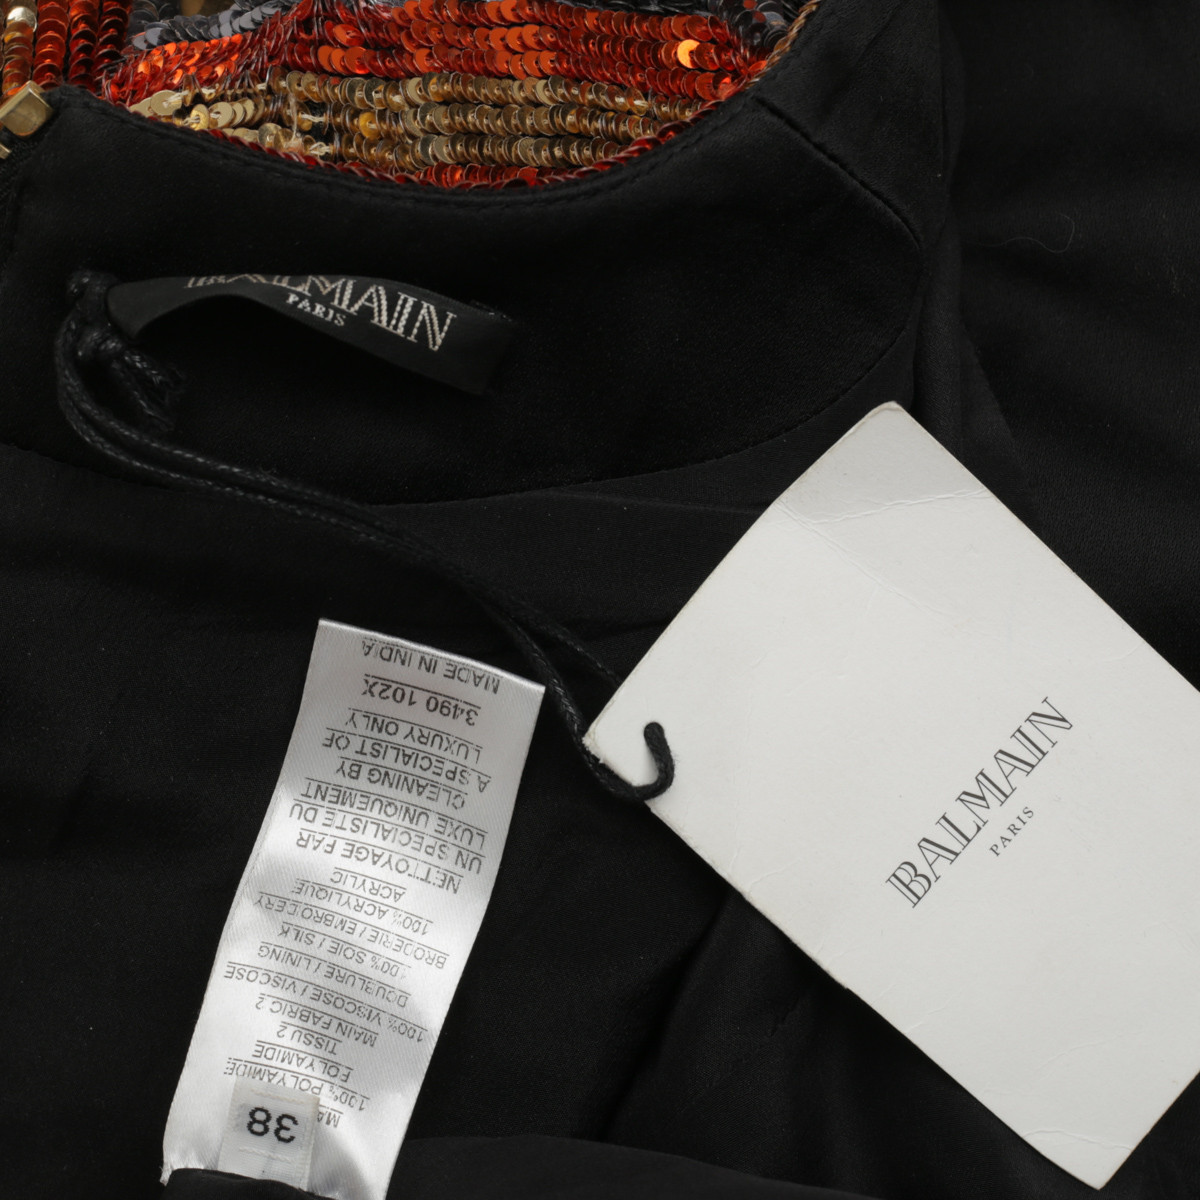 BALMAIN
PARIS
BALMAIN
PARIS
38
100% POLYAMIDE
POLYAMIDE
TISSU 2
MAIN FABRIC 2
100% VISCOSE / VISCOSE
DOUBLURE / LINING
100% SOIE / SILK
BRODERIE / EMBROIDERY
100% ACRYLIQUE
ACRYLIC
NETTOYAGE PAR
UN SPECIALISTE DU
LUXE UNIQUEMENT
CLEANING BY
A SPECIALIST OF
LUXURY ONLY
3490 102X
MADE IN INDIA